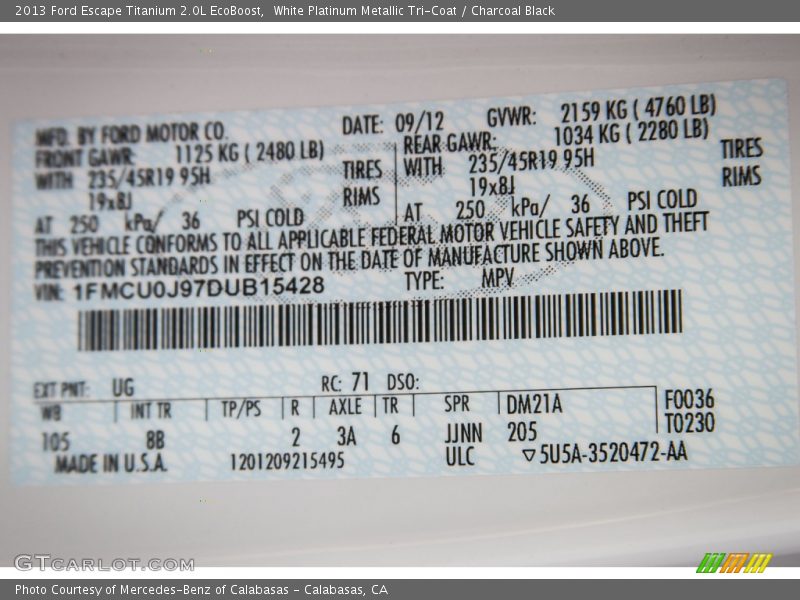 2013 Ford Escape Titanium 2.0L EcoBoost,  White Platinum Metallic Tri-Coat / Charcoal Black
MFD. BY FORD MOTOR CO. DATE: 09/12 GVWR: 2159 KG ( 4760 LB)
FRONT GAWR: 1125 KG ( 2480 LB) REAR GAWR: 1034 KG ( 2280 LB)
WITH 235/45R19 95H TIRES WITH 235/45R19 95H TIRES
19x8J RIMS 19x8J RIMS
AT 250 kPa/ 36 PSI COLD AT 250 kPa/ 36 PSI COLD
THIS VEHICLE CONFORMS TO ALL APPLICABLE FEDERAL MOTOR VEHICLE SAFETY AND THEFT
PREVENTION STANDARDS IN EFFECT ON THE DATE OF MANUFACTURE SHOWN ABOVE.
VIN: 1FMCU0J97DUB15428 TYPE: MPV
EXT PNT: UG RC: 71 DSO:
WB INT TR TP/PS R AXLE TR SPR DM21A F0036
105 8B 2 3A 6 JJNN 205 T0230
MADE IN U.S.A. 1201209215495 ULC ▽5U5A-3520472-AA
GTCARLOT.COM
Photo Courtesy of Mercedes-Benz of Calabasas - Calabasas, CA